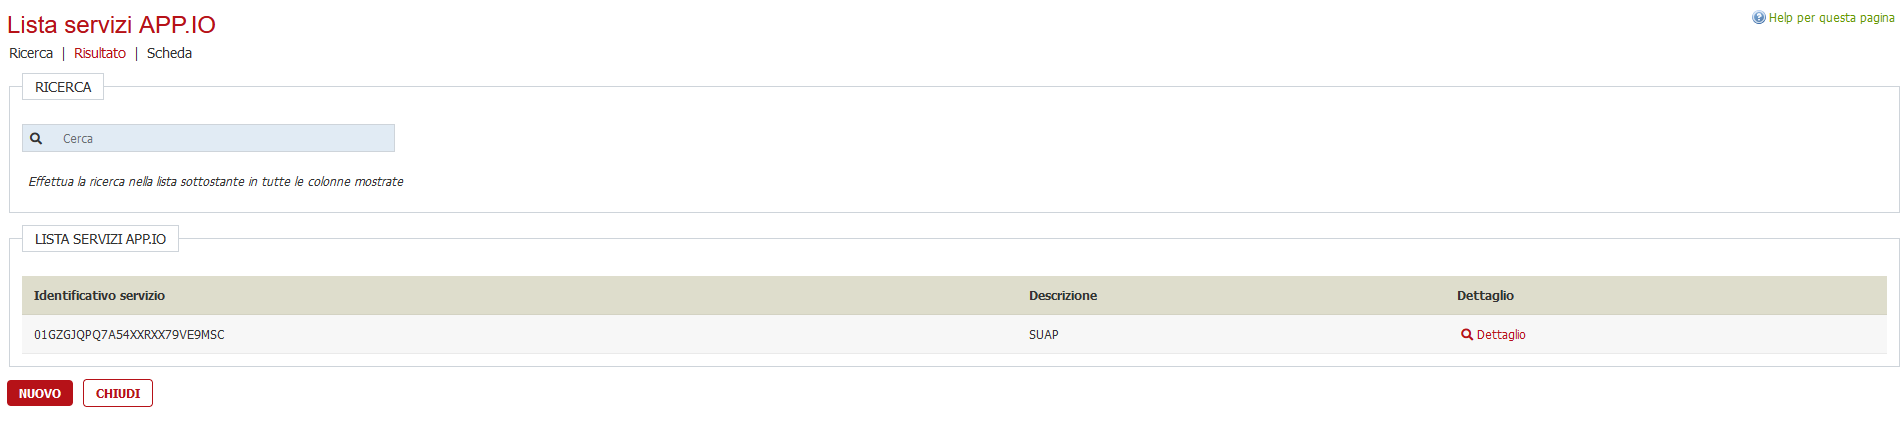 Lista servizi APP.IO
Help per questa pagina
Ricerca | Risultato | Scheda
RICERCA
Cerca
Effettua la ricerca nella lista sottostante in tutte le colonne mostrate
LISTA SERVIZI APP.IO
Identificativo servizio Descrizione Dettaglio
01GZGJQPQ7A54XXRXX79VE9MSC SUAP Dettaglio
NUOVO CHIUDI